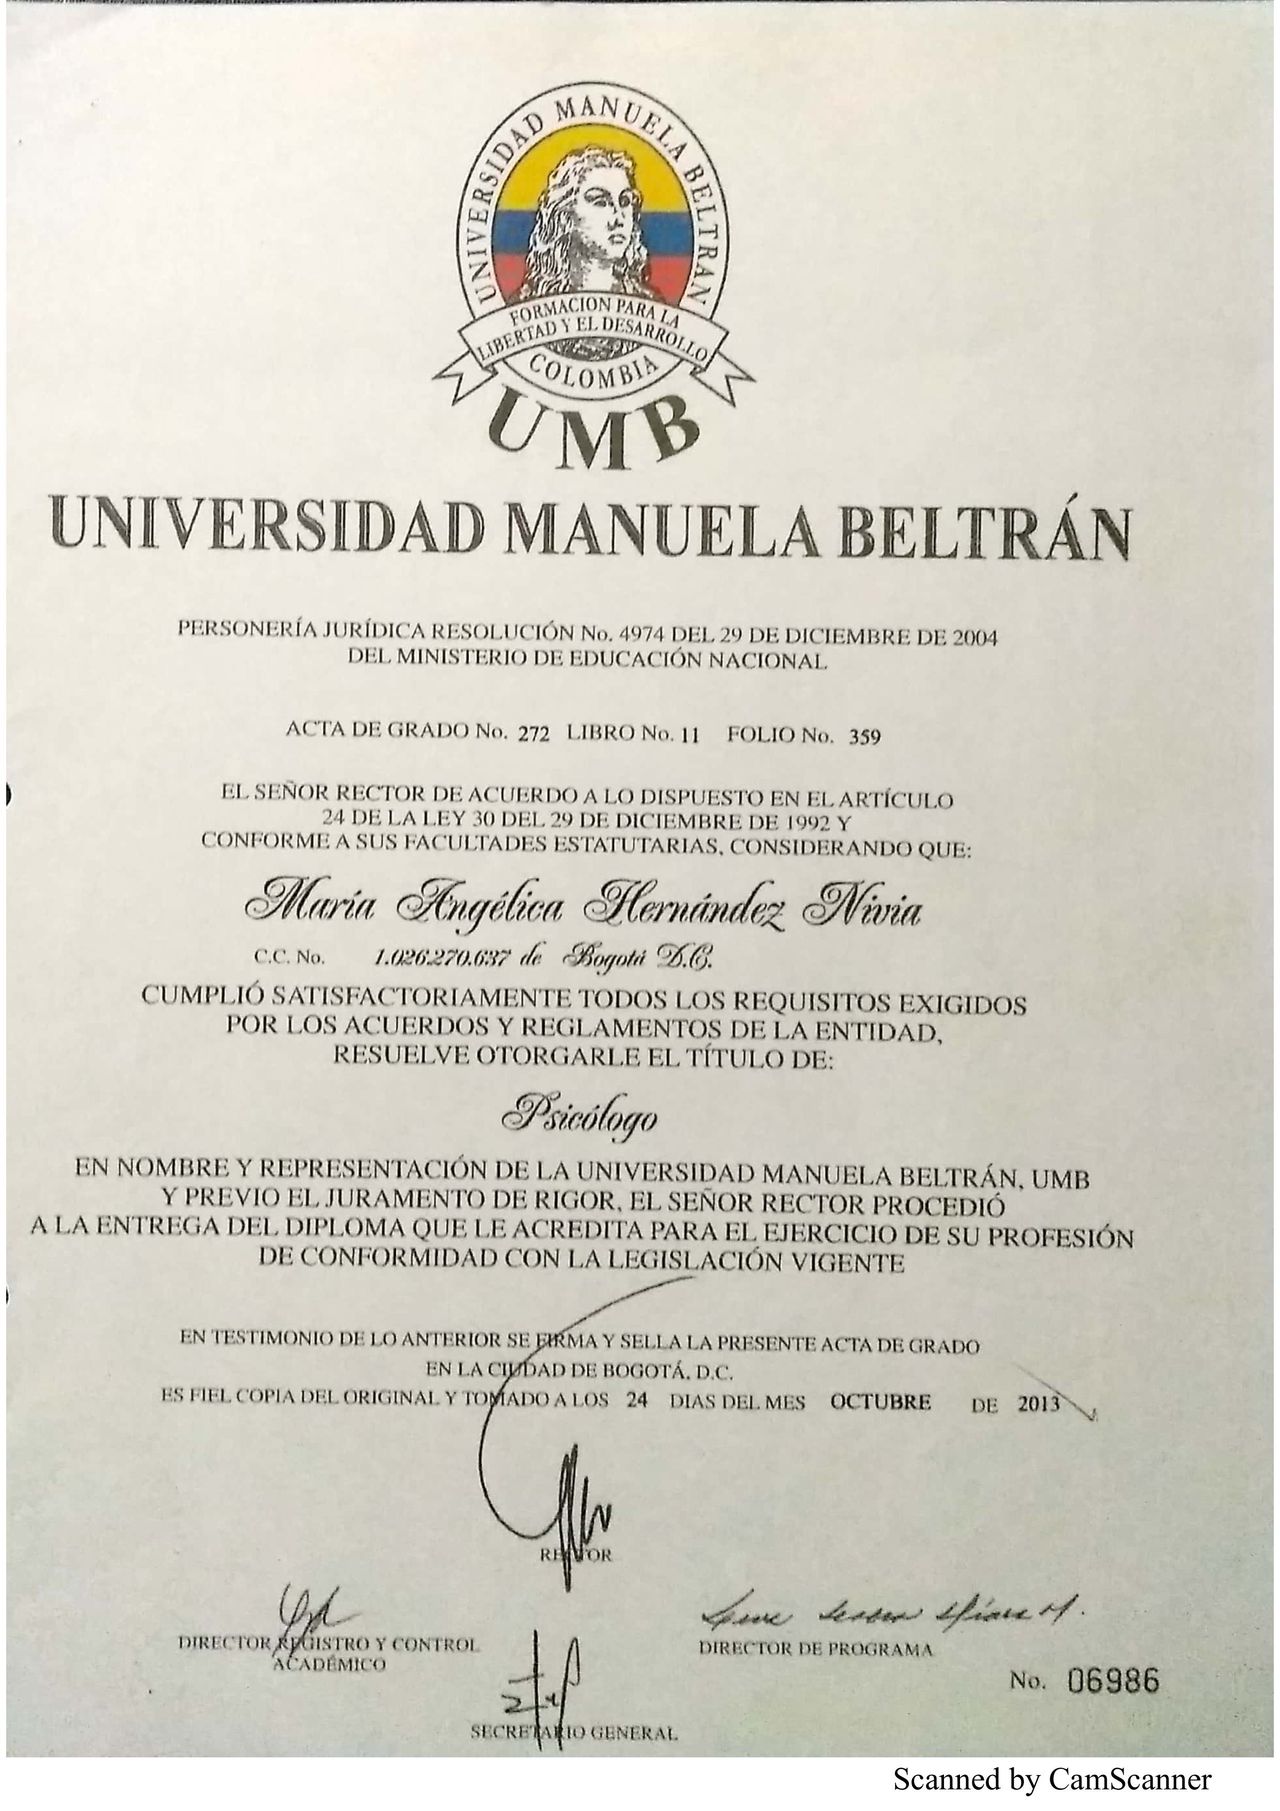 UNIVERSIDAD MANUELA BELTRAN
FORMACION PARA LA
LIBERTAD Y EL DESARROLLO
COLOMBIA
UMB
UNIVERSIDAD MANUELA BELTRÁN
PERSONERÍA JURÍDICA RESOLUCIÓN No. 4974 DEL 29 DE DICIEMBRE DE 2004
DEL MINISTERIO DE EDUCACIÓN NACIONAL
ACTA DE GRADO No. 272 LIBRO No. 11 FOLIO No. 359
EL SEÑOR RECTOR DE ACUERDO A LO DISPUESTO EN EL ARTÍCULO
24 DE LA LEY 30 DEL 29 DE DICIEMBRE DE 1992 Y
CONFORME A SUS FACULTADES ESTATUTARIAS, CONSIDERANDO QUE:
María Angélica Hernández Nivia
C.C. No. 1.026.270.637 de Bogotá D.C.
CUMPLIÓ SATISFACTORIAMENTE TODOS LOS REQUISITOS EXIGIDOS
POR LOS ACUERDOS Y REGLAMENTOS DE LA ENTIDAD,
RESUELVE OTORGARLE EL TÍTULO DE:
Psicólogo
EN NOMBRE Y REPRESENTACIÓN DE LA UNIVERSIDAD MANUELA BELTRÁN, UMB
Y PREVIO EL JURAMENTO DE RIGOR, EL SEÑOR RECTOR PROCEDIÓ
A LA ENTREGA DEL DIPLOMA QUE LE ACREDITA PARA EL EJERCICIO DE SU PROFESIÓN
DE CONFORMIDAD CON LA LEGISLACIÓN VIGENTE
EN TESTIMONIO DE LO ANTERIOR SE FIRMA Y SELLA LA PRESENTE ACTA DE GRADO
EN LA CIUDAD DE BOGOTÁ, D.C.
ES FIEL COPIA DEL ORIGINAL Y TOMADO A LOS 24 DIAS DEL MES OCTUBRE DE 2013
RECTOR
DIRECTOR REGISTRO Y CONTROL
ACADÉMICO
DIRECTOR DE PROGRAMA
No. 06986
SECRETARIO GENERAL
Scanned by CamScanner